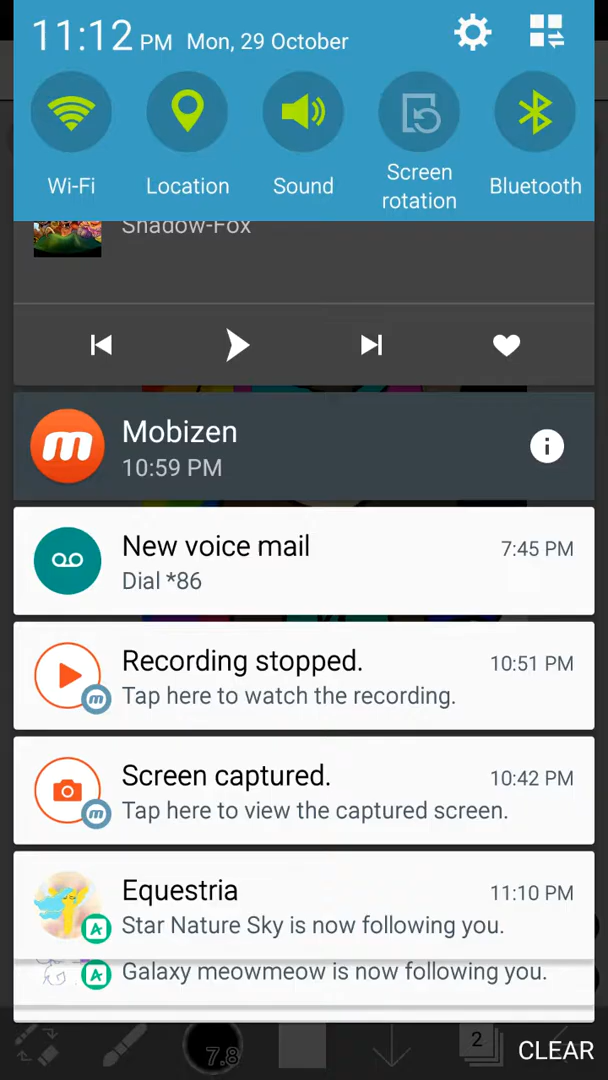 11:12 PM Mon, 29 October
Wi-Fi
Location
Sound
Screen
rotation
Bluetooth
Shadow-Fox
Mobizen
10:59 PM
New voice mail 7:45 PM
Dial *86
Recording stopped. 10:51 PM
Tap here to watch the recording.
Screen captured. 10:42 PM
Tap here to view the captured screen.
Equestria 11:10 PM
Star Nature Sky is now following you.
Galaxy meowmeow is now following you.
7.8
2
CLEAR